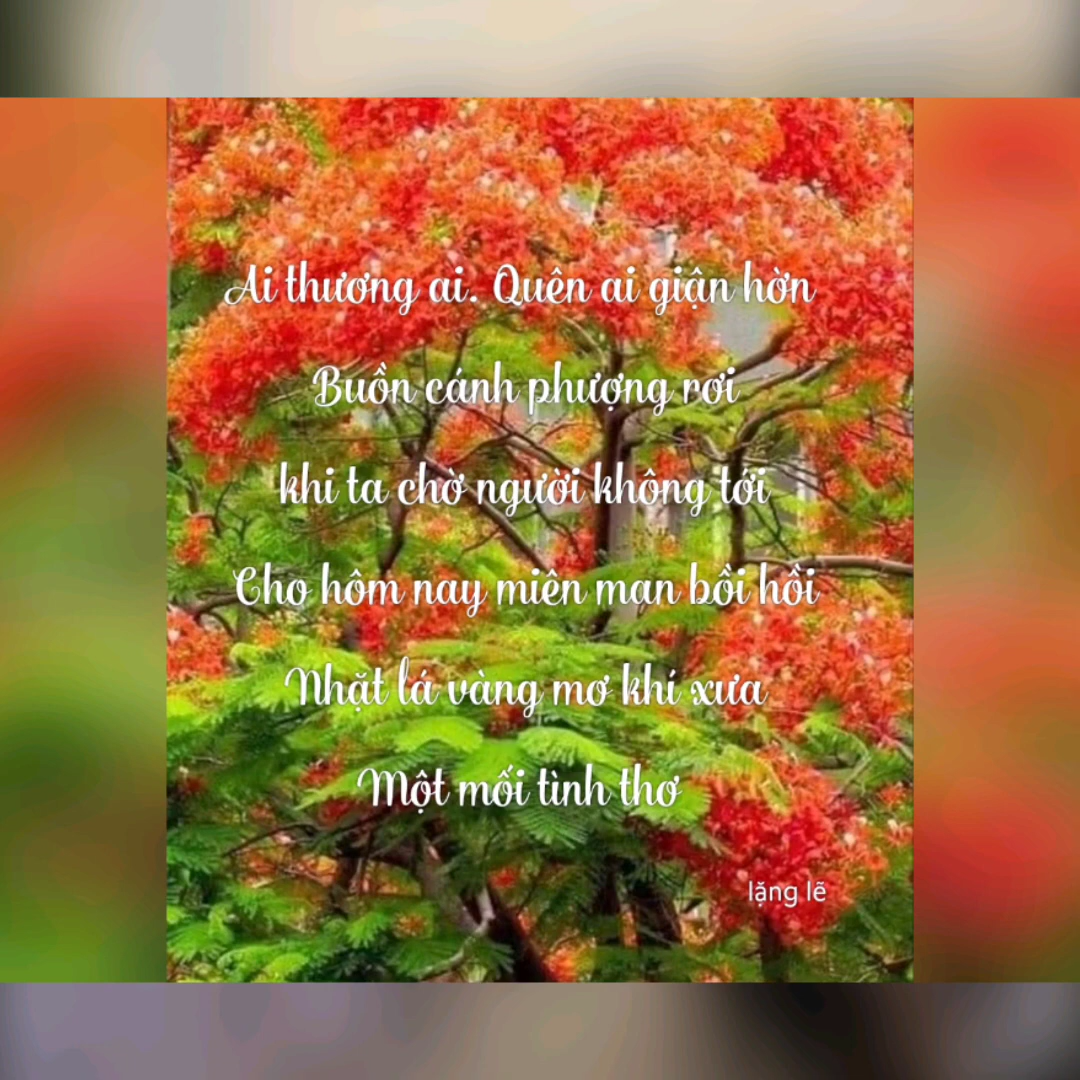 Ai thương ai. Quên ai giận hờn
Buồn cánh phượng rơi
khi ta chờ người không tới
Cho hôm nay miên man bồi hồi
Nhặt lá vàng mơ khí xưa
Một mối tình thơ
lặng lẽ